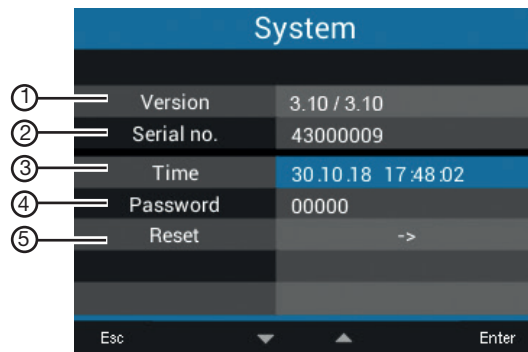 System
① Version 3.10 / 3.10
② Serial no. 43000009
③ Time 30.10.18 17:48:02
④ Password 00000
⑤ Reset ->
Esc Enter